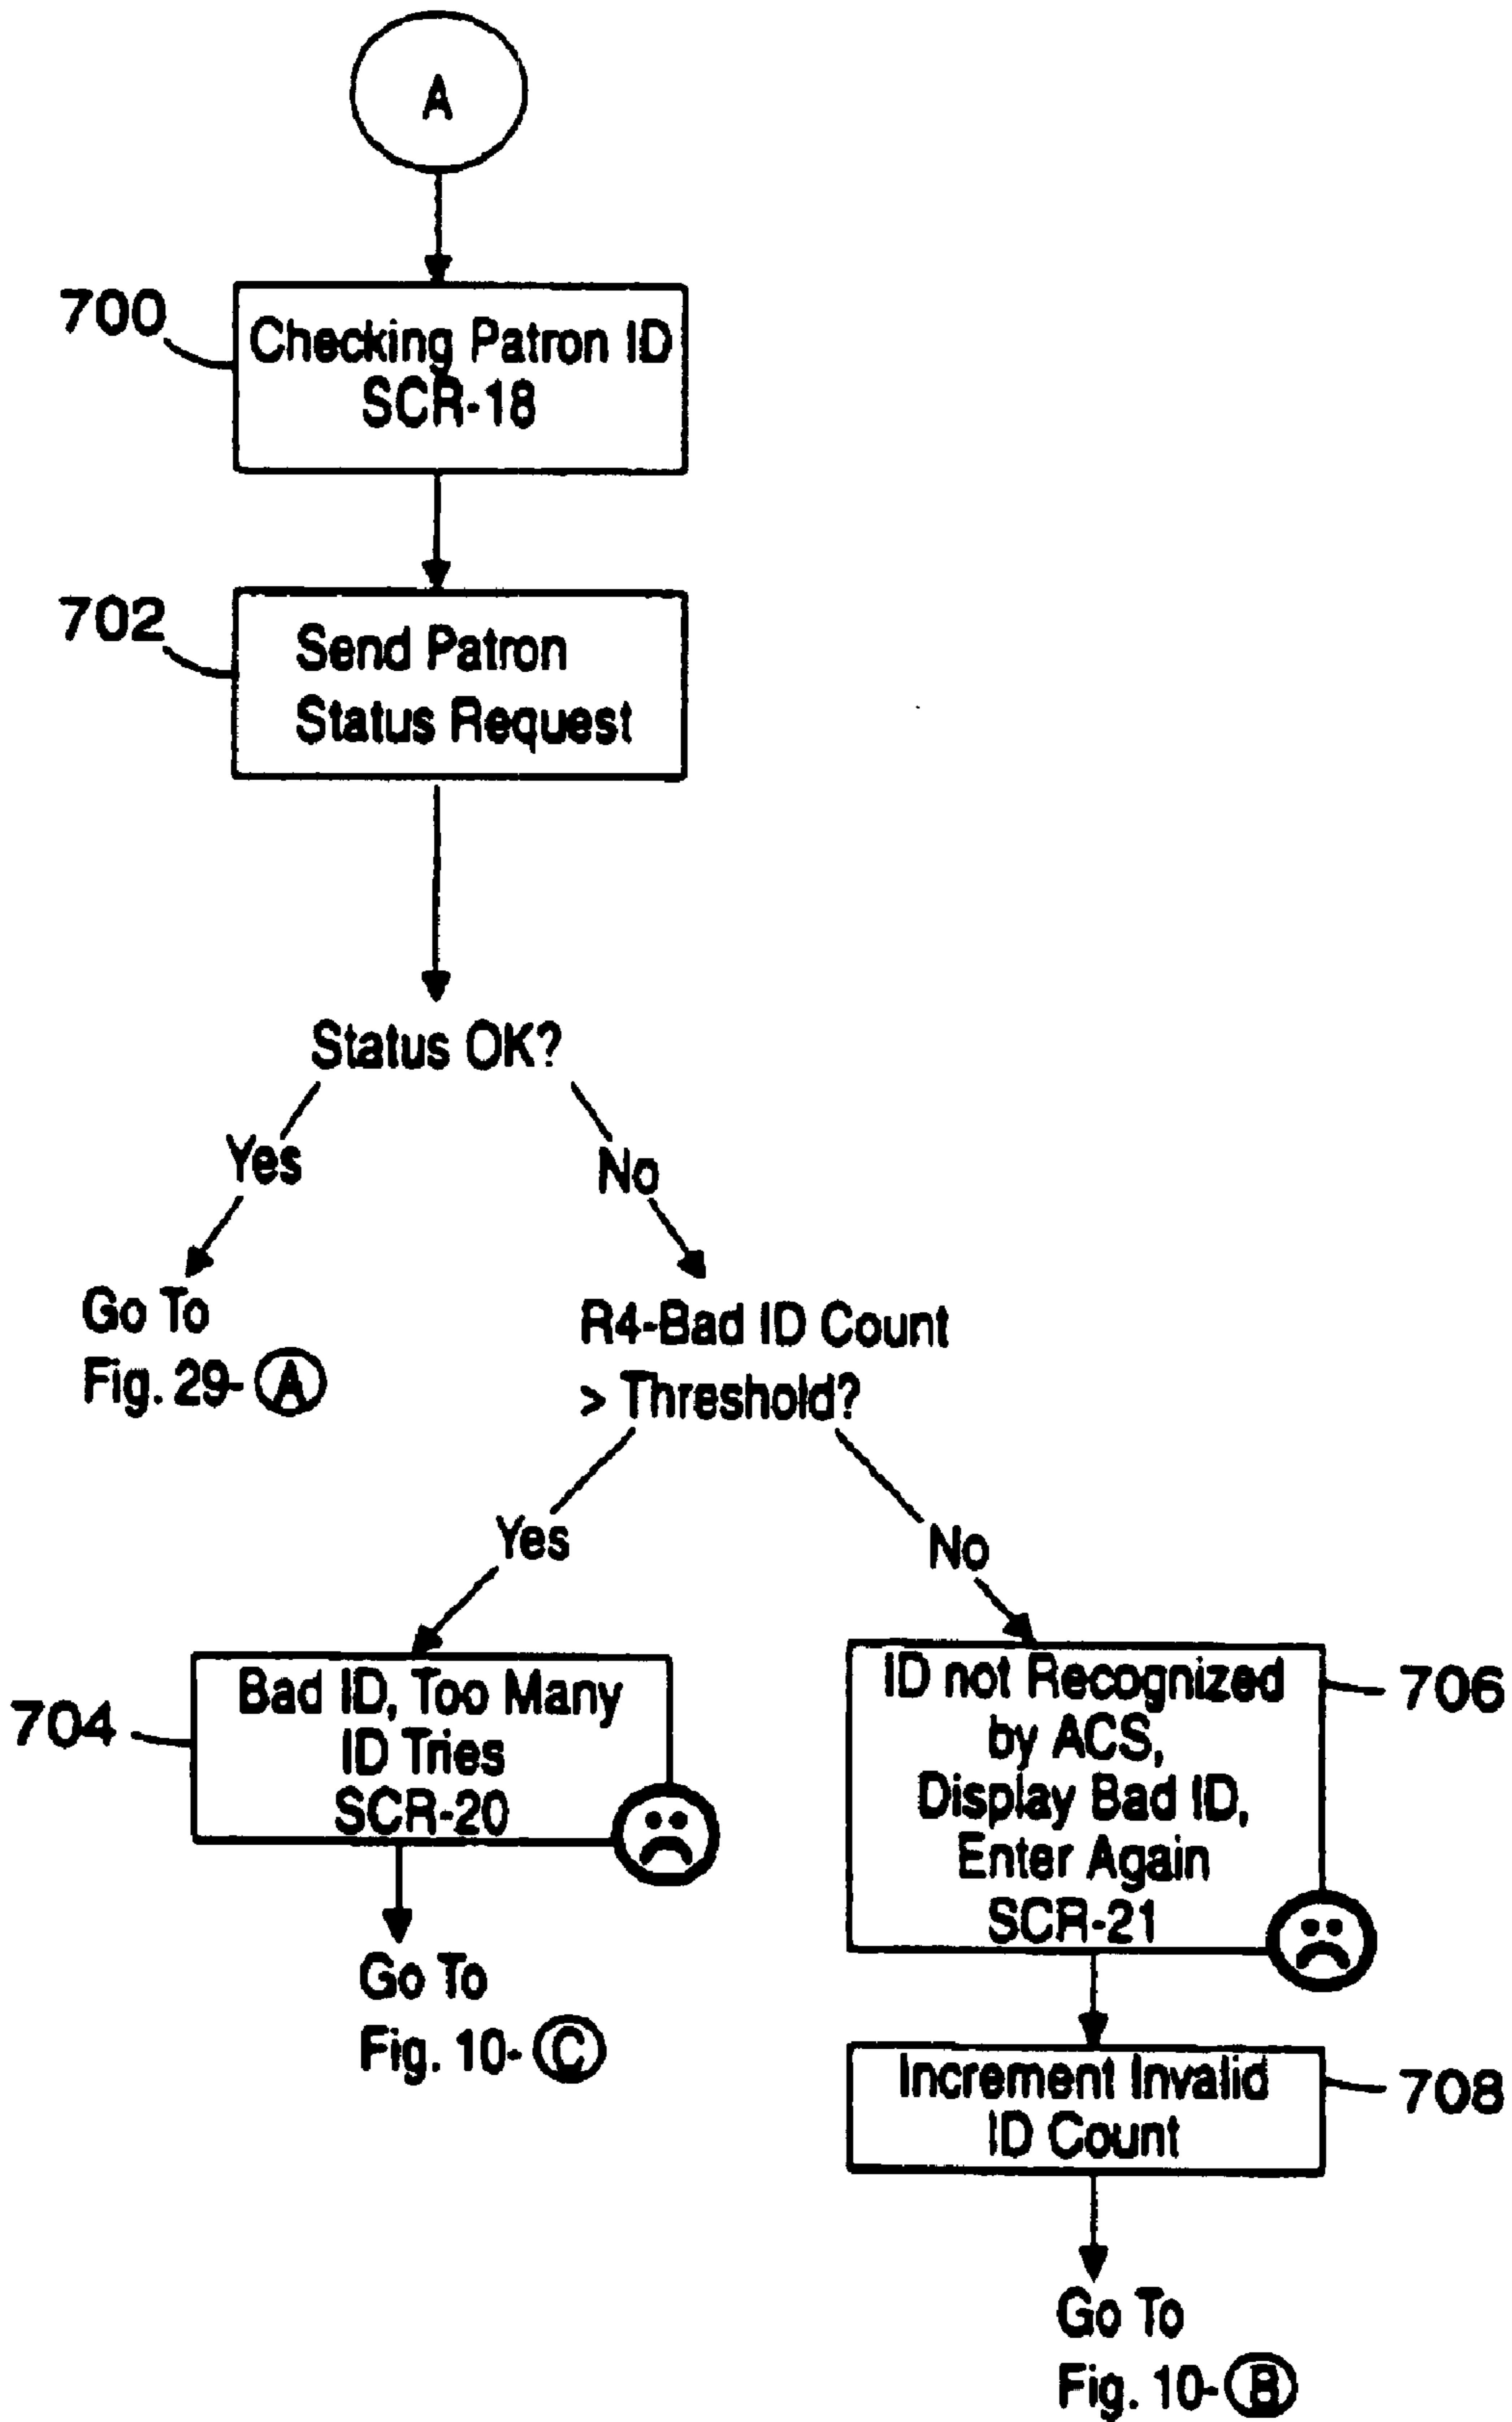 A
700
Checking Patron ID
SCR-18
702
Send Patron
Status Request
Status OK?
Yes
No
Go To
Fig. 29- A
R4-Bad ID Count
> Threshold?
Yes
No
704
Bad ID, Too Many
ID Tries
SCR-20
Go To
Fig. 10- C
706
ID not Recognized
by ACS,
Display Bad ID,
Enter Again
SCR-21
708
Increment Invalid
ID Count
Go To
Fig. 10- B